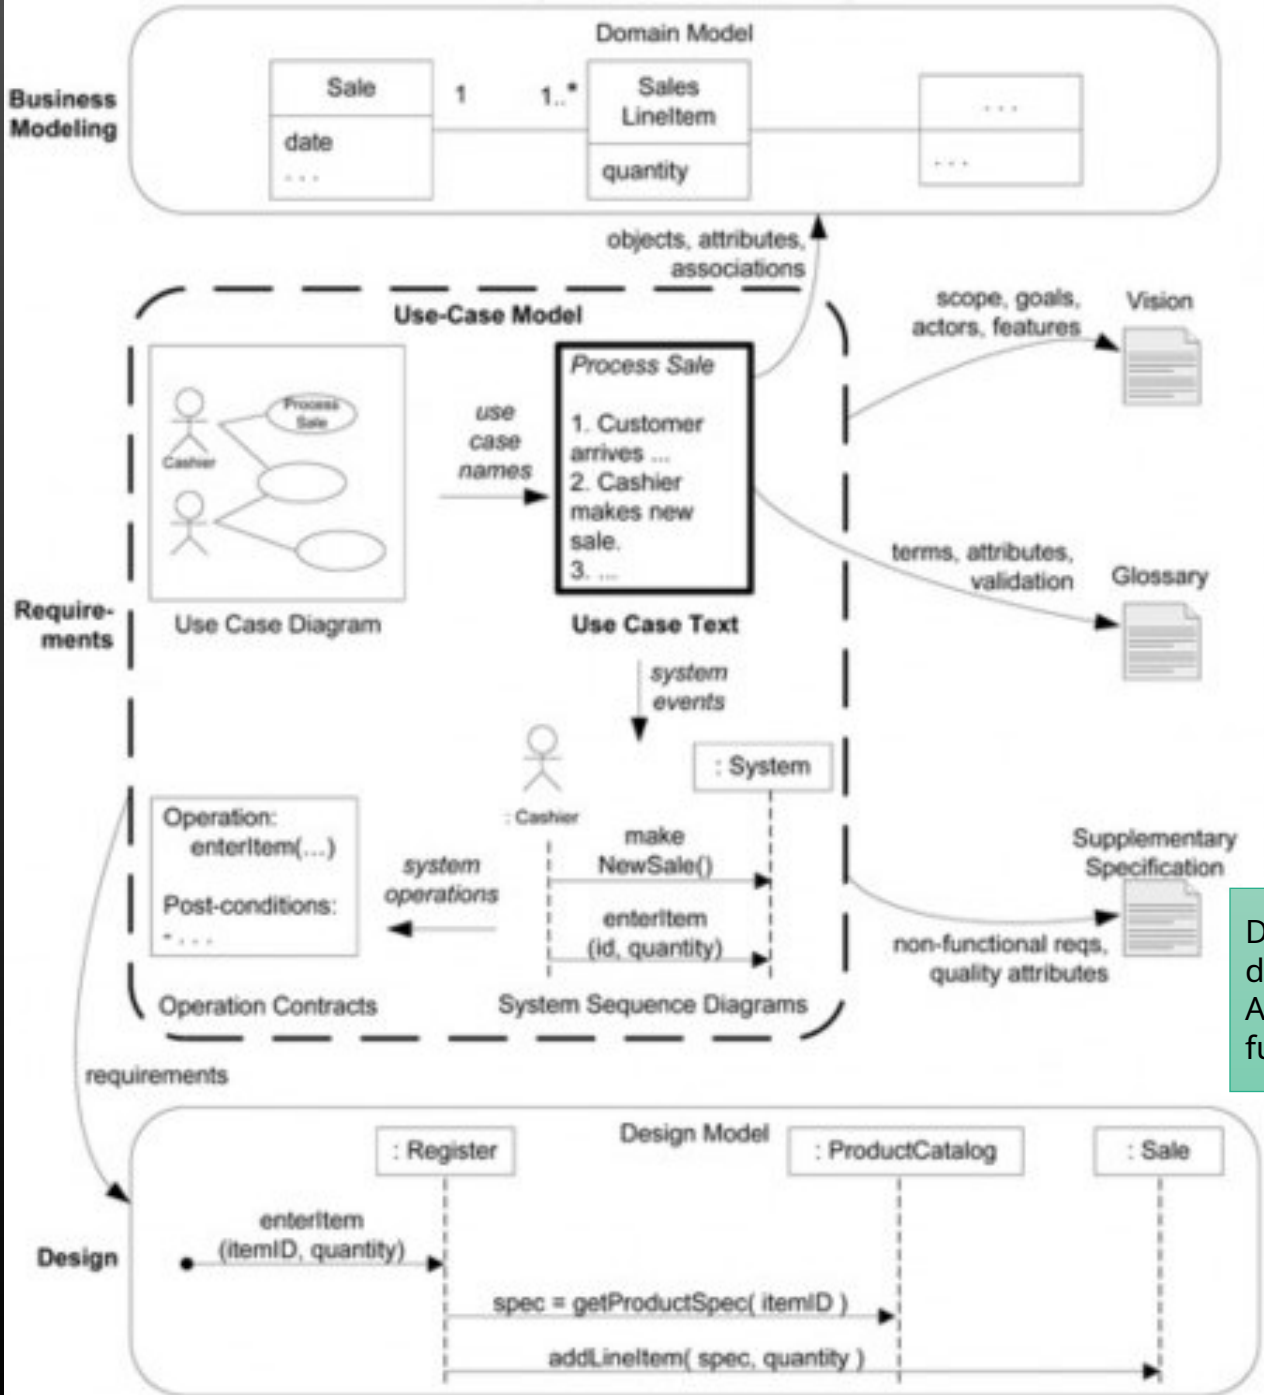 Domain Model
Business
Modeling
Sale
1
1..*
Sales
LineItem
. . .
date
. . .
quantity
. . .
objects, attributes,
associations
Use-Case Model
scope, goals,
actors, features
Vision
Process
Sale
Cashier
use
case
names
Process Sale
1. Customer
arrives ...
2. Cashier
makes new
sale.
3. ...
terms, attributes,
validation
Glossary
Require-
ments
Use Case Diagram
Use Case Text
system
events
: System
: Cashier
Operation:
enterItem(...)
Post-conditions:
- . . .
system
operations
make
NewSale()
enterItem
(id, quantity)
Supplementary
Specification
non-functional reqs,
quality attributes
Operation Contracts
System Sequence Diagrams
requirements
Design Model
: Register
: ProductCatalog
: Sale
Design
enterItem
(itemID, quantity)
spec = getProductSpec( itemID )
addLineItem( spec, quantity )